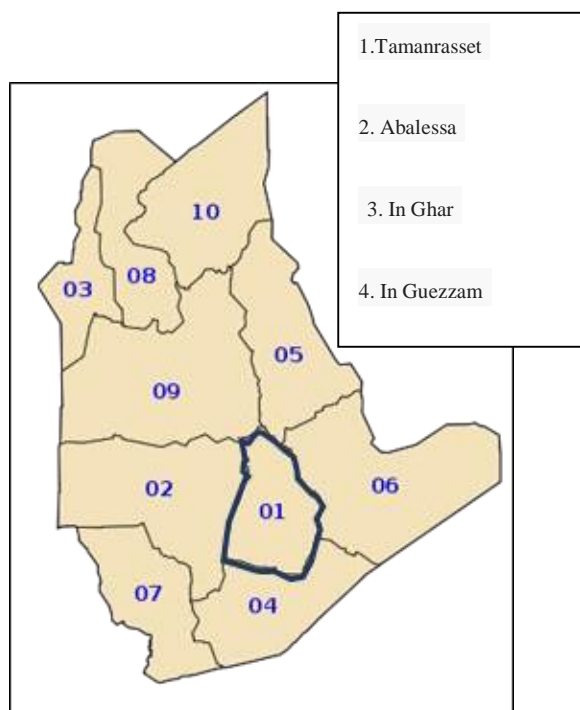 1.Tamanrasset
2. Abalessa
3. In Ghar
4. In Guezzam
10
08
03
05
09
02
06
01
07
04